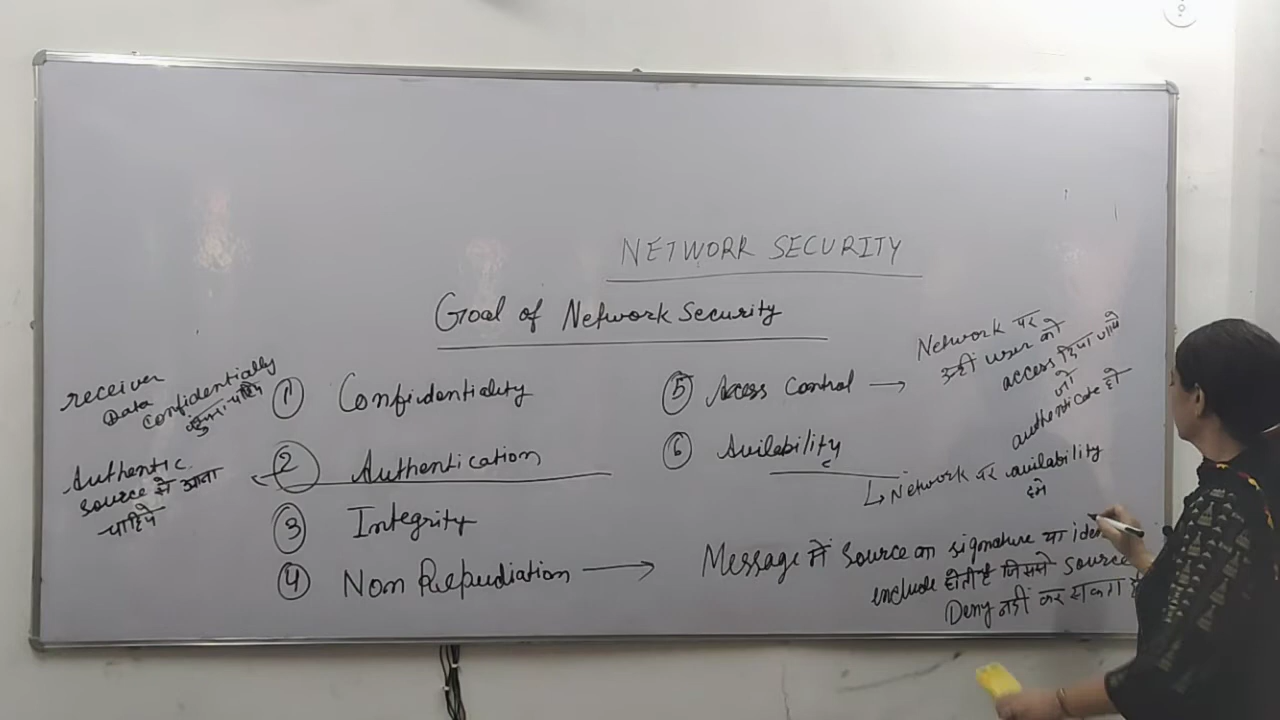 NETWORK SECURITY
Goal of Network Security
① Confidentiality
receiver
Data
Confidentially
② Authentication
Authentic
source से आना
चाहिये
③ Integrity
④ Non Repudiation → Message में source का signature या iden
include होती है जिससे source
Deny नहीं कर सकता
⑤ Access Control → Network पर
उसी user को
access दिया जाये
जो
authenticate हो
⑥ Avilability
↳ Network पर availability